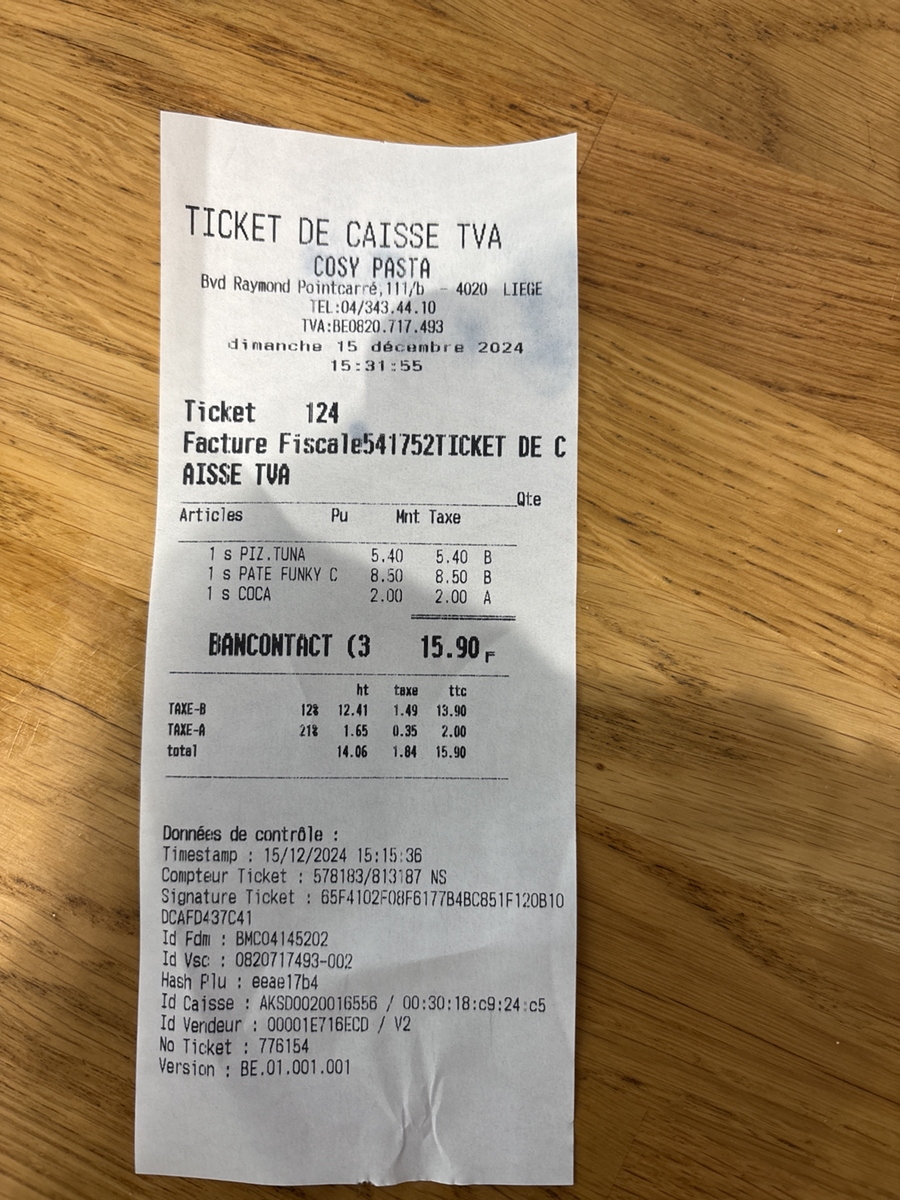 TICKET DE CAISSE TVA
COSY PASTA
Bvd Raymond Pointcarré,111/b - 4020 LIEGE
TEL:04/343.44.10
TVA:BE0820.717.493
dimanche 15 décembre 2024
15:31:55
Ticket 124
Facture Fiscale541752TICKET DE C
AISSE TVA
Qte
Articles Pu Mnt Taxe
1 s PIZ.TUNA 5.40 5.40 B
1 s PATE FUNKY C 8.50 8.50 B
1 s COCA 2.00 2.00 A
BANCONTACT (3 15.90 F
ht taxe ttc
TAXE-B 12% 12.41 1.49 13.90
TAXE-A 21% 1.65 0.35 2.00
total 14.06 1.84 15.90
Données de contrôle :
Timestamp : 15/12/2024 15:15:36
Compteur Ticket : 578183/813187 NS
Signature Ticket : 65F4102F08F6177B4BC851F120B10
DCAFD437C41
Id Fdm : BMC04145202
Id Vsc : 0820717493-002
Hash Plu : eeae17b4
Id Caisse : AKSD0020016556 / 00:30:18:c9:24:c5
Id Vendeur : 00001E716ECD / V2
No Ticket : 776154
Version : BE.01.001.001